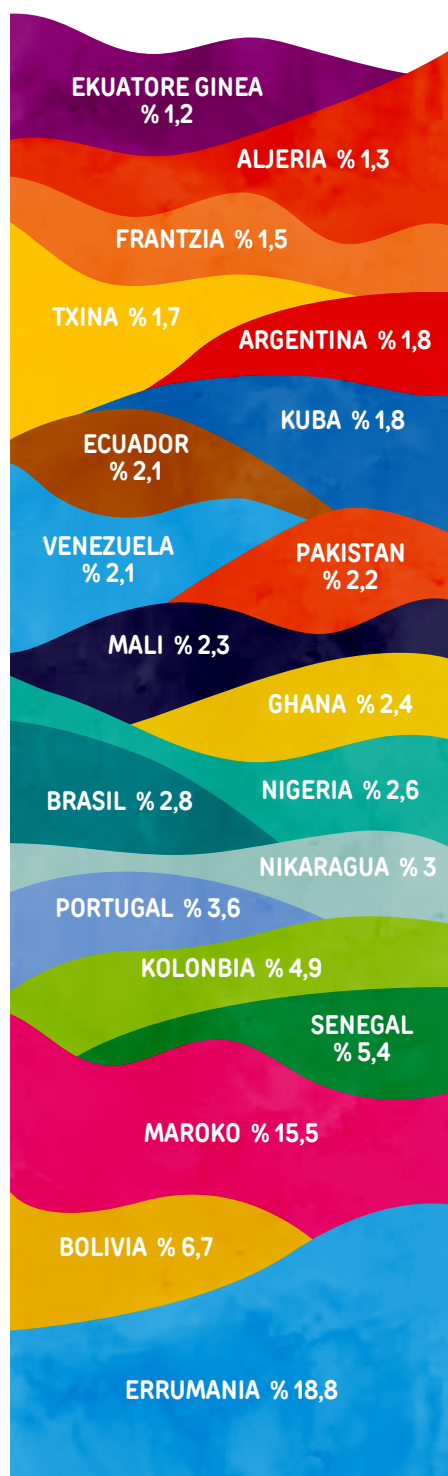 EKUATORE GINEA
% 1,2
ALJERIA % 1,3
FRANTZIA % 1,5
TXINA % 1,7
ARGENTINA % 1,8
KUBA % 1,8
ECUADOR
% 2,1
VENEZUELA
% 2,1
PAKISTAN
% 2,2
MALI % 2,3
GHANA % 2,4
NIGERIA % 2,6
BRASIL % 2,8
NIKARAGUA % 3
PORTUGAL % 3,6
KOLONBIA % 4,9
SENEGAL
% 5,4
MAROKO % 15,5
BOLIVIA % 6,7
ERRUMANIA % 18,8